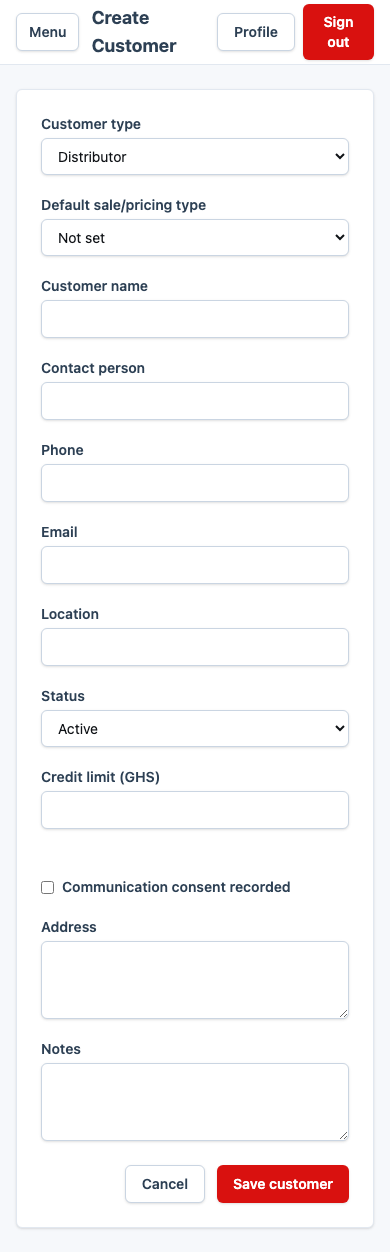 Menu
Create
Customer
Profile
Sign
out
Customer type
Distributor
Default sale/pricing type
Not set
Customer name
Contact person
Phone
Email
Location
Status
Active
Credit limit (GHS)
Communication consent recorded
Address
Notes
Cancel
Save customer